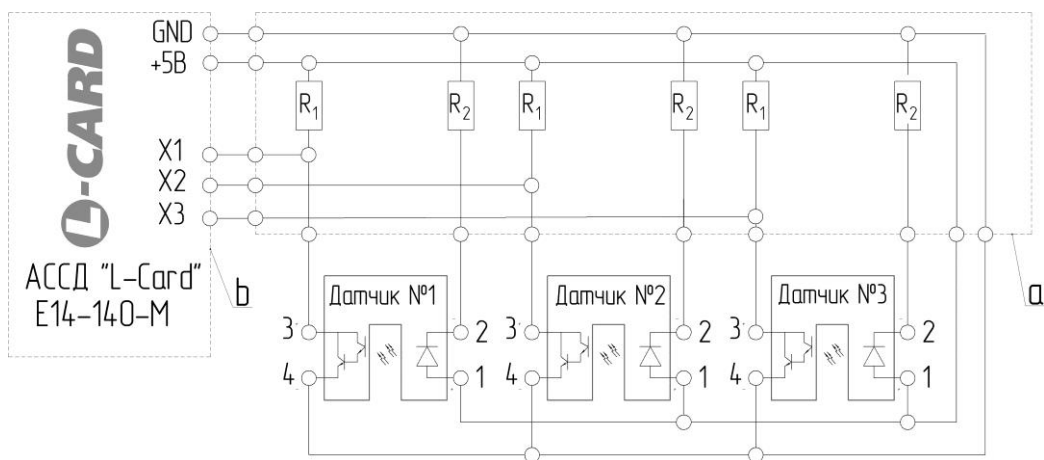 GND
+5В
R1 R2 R1 R2 R1 R2
X1
X2
X3
L-CARD
АССД "L-Card"
E14-140-M
b
a
Датчик №1 Датчик №2 Датчик №3
3 2 3 2 3 2
4 1 4 1 4 1